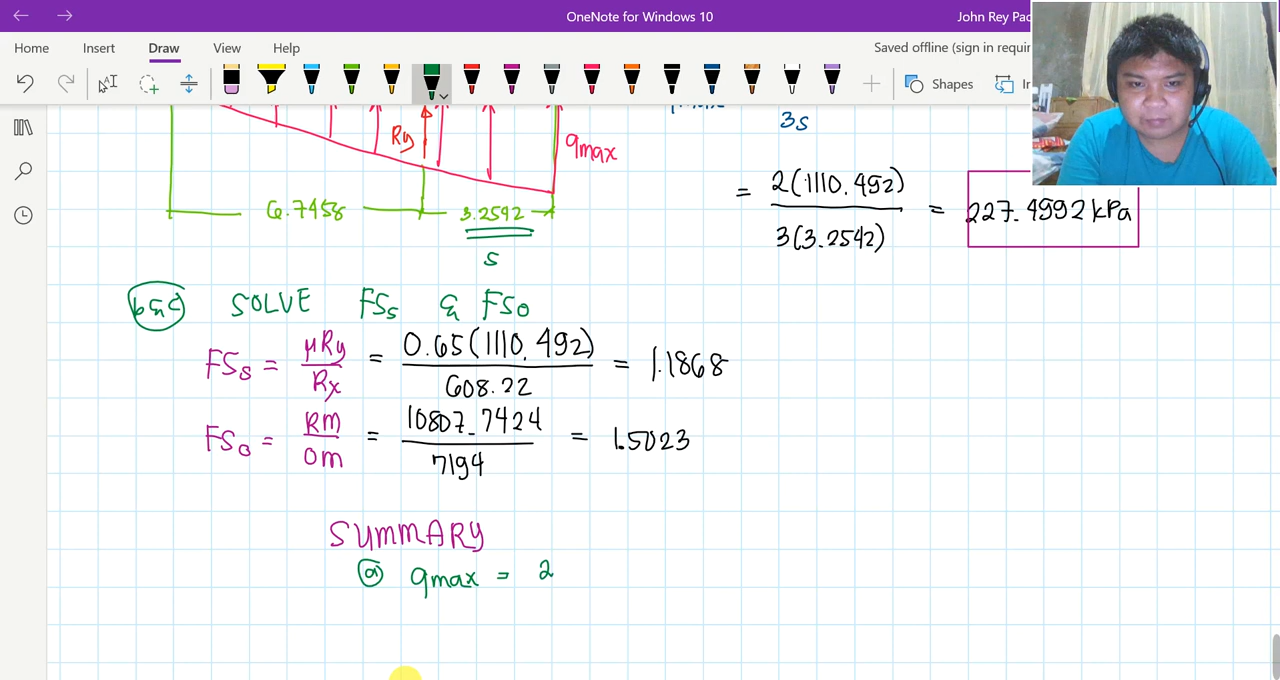 OneNote for Windows 10
John Rey Pac
Home Insert Draw View Help
Saved offline (sign in requir
Shapes
In
Ry
qmax
3s
6.7458
3.2592
s
= 2(1110.492) / 3(3.2542) = 227.4992 kPa
b&c SOLVE FSs & FSo
FSs = μRy / Rx = 0.65(1110.492) / 608.22 = 1.1868
FSo = RM / OM = 10807.7424 / 7194 = 1.5023
SUMMARY
a qmax = 2